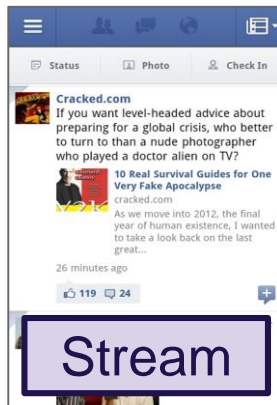 Status Photo Check In
Cracked.com
If you want level-headed advice about
preparing for a global crisis, who better
to turn to than a nude photographer
who played a doctor alien on TV?
10 Real Survival Guides for One
Very Fake Apocalypse
cracked.com
As we move into 2012, the final
year of human existence, I wanted
to take a look back on the last
great...
26 minutes ago
119 24
Stream